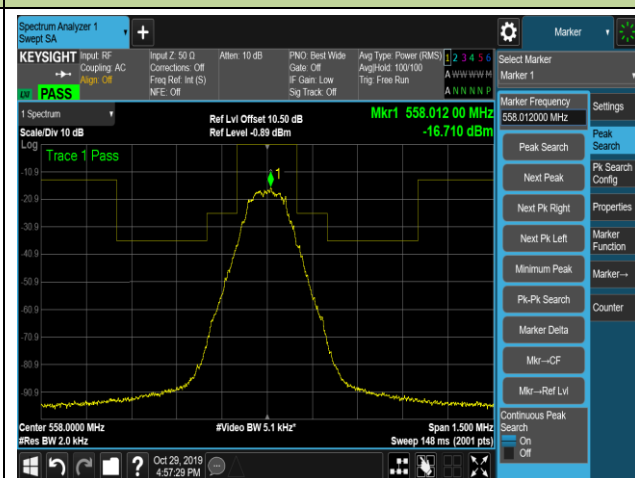 Spectrum Analyzer 1
Swept SA
+
Marker
KEYSIGHT
Input: RF
Coupling: AC
Align: Off
Input Z: 50 Ω
Corrections: Off
Freq Ref: Int (S)
NFE: Off
Atten: 10 dB
PNO: Best Wide
Gate: Off
IF Gain: Low
Sig Track: Off
Avg Type: Power (RMS)
Avg|Hold: 100/100
Trig: Free Run
1 2 3 4 5 6
A W W W W M
A N N N N P
PASS
Select Marker
Marker 1
1 Spectrum
Scale/Div 10 dB
Ref Lvl Offset 10.50 dB
Ref Level -0.89 dBm
Mkr1 558.012 00 MHz
-16.710 dBm
Log
Trace 1 Pass
1
-10.9
-20.9
-30.9
-40.9
-50.9
-60.9
-70.9
-80.9
-90.9
Center 558.0000 MHz
#Res BW 2.0 kHz
#Video BW 5.1 kHz*
Span 1.500 MHz
Sweep 148 ms (2001 pts)
Marker Frequency
558.012000 MHz
Peak Search
Next Peak
Next Pk Right
Next Pk Left
Minimum Peak
Pk-Pk Search
Marker Delta
Mkr→CF
Mkr→Ref Lvl
Continuous Peak
Search
On
Off
Settings
Peak
Search
Pk Search
Config
Properties
Marker
Function
Marker→
Counter
?
Oct 29, 2019
4:57:29 PM